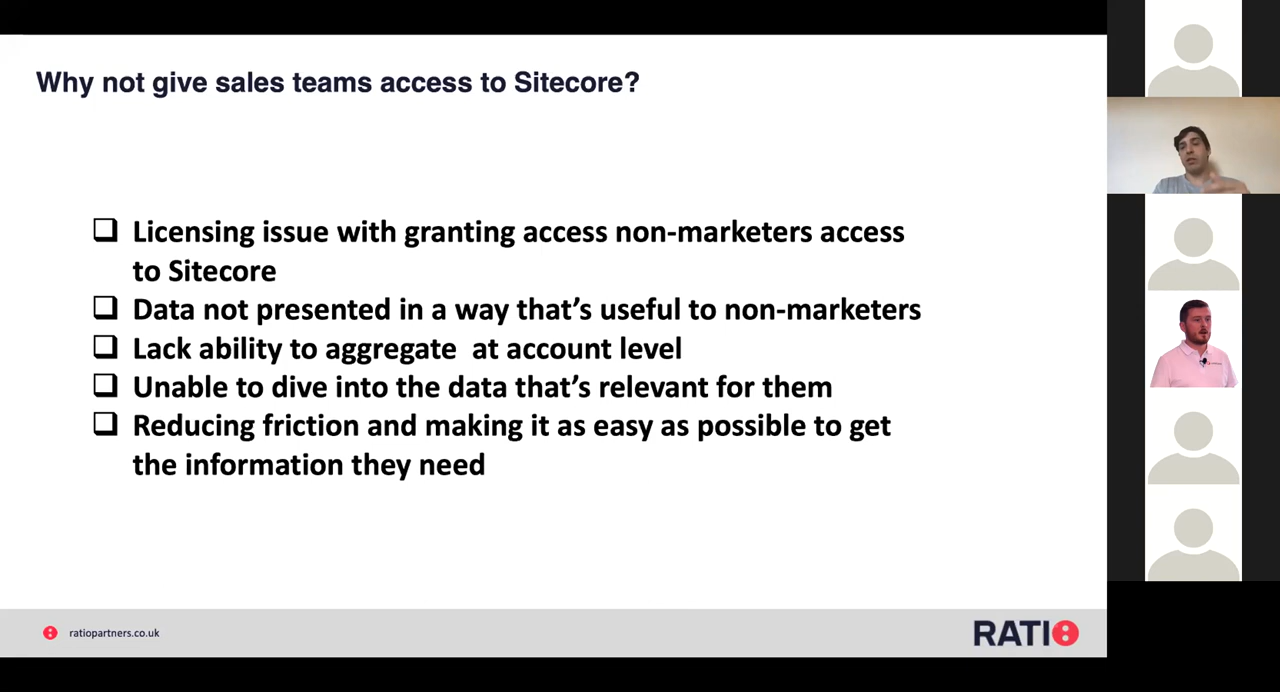 Why not give sales teams access to Sitecore?
Licensing issue with granting access non-marketers access
to Sitecore
Data not presented in a way that's useful to non-marketers
Lack ability to aggregate  at account level
Unable to dive into the data that's relevant for them
Reducing friction and making it as easy as possible to get
the information they need
ratiopartners.co.uk
RATIO